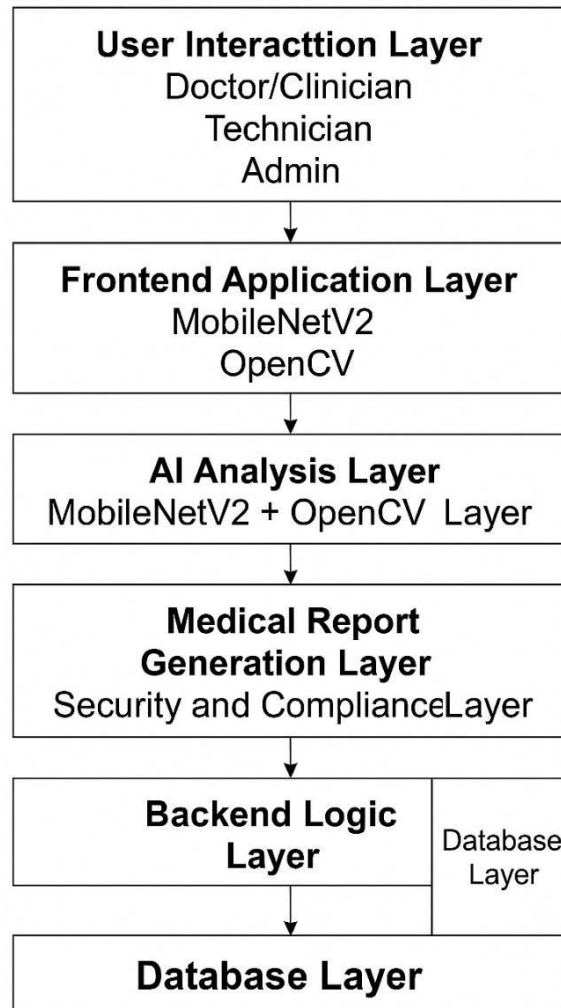 User Interacttion Layer
Doctor/Clinician
Technician
Admin
Frontend Application Layer
MobileNetV2
OpenCV
AI Analysis Layer
MobileNetV2 + OpenCV Layer
Medical Report
Generation Layer
Security and ComplianceLayer
Backend Logic
Layer
Database
Layer
Database Layer